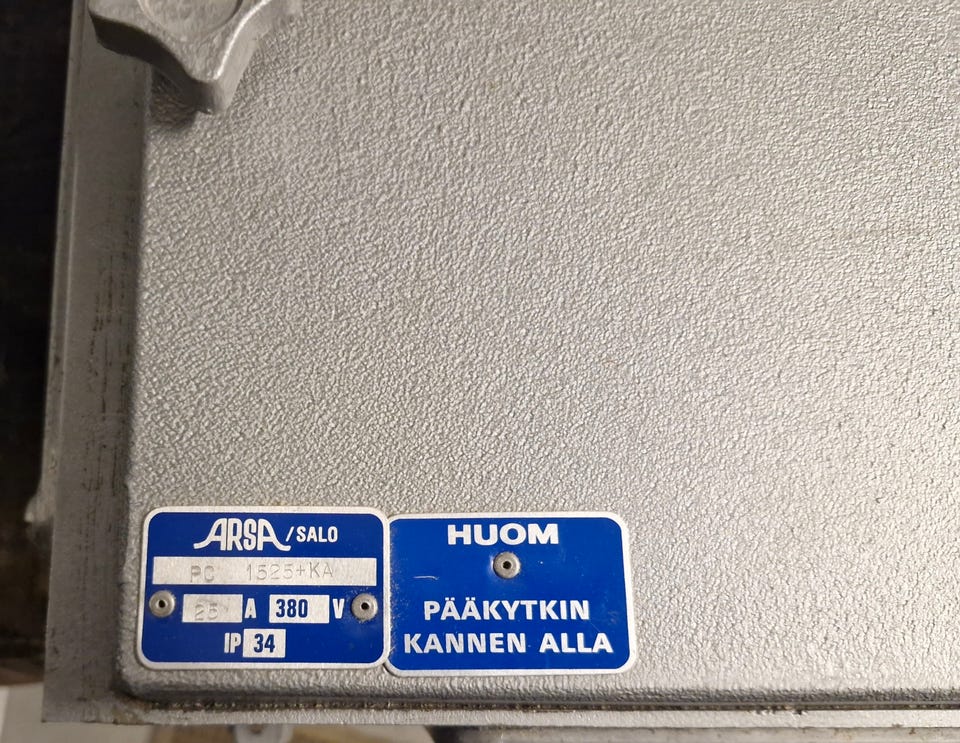 ARSA/SALO
PC 1525+KA
25 A 380 V
IP 34
HUOM
PÄÄKYTKIN
KANNEN ALLA